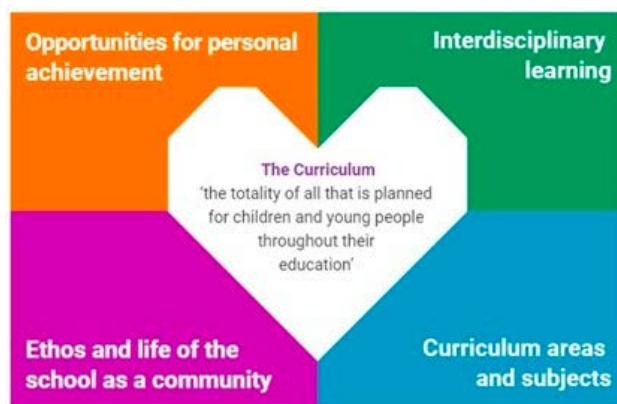 Opportunities for personal
achievement
Interdisciplinary
learning
The Curriculum
‘the totality of all that is planned
for children and young people
throughout their
education’
Ethos and life of the
school as a community
Curriculum areas
and subjects